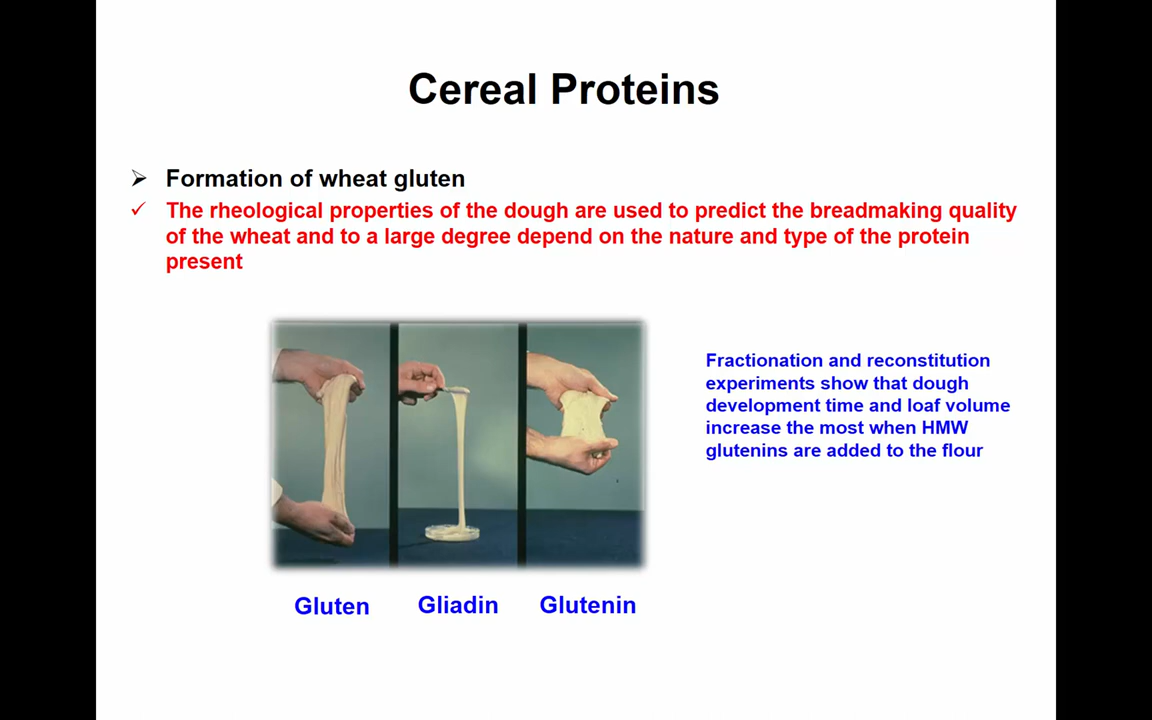 Cereal Proteins
➢ Formation of wheat gluten
✓ The rheological properties of the dough are used to predict the breadmaking quality
of the wheat and to a large degree depend on the nature and type of the protein
present
Fractionation and reconstitution
experiments show that dough
development time and loaf volume
increase the most when HMW
glutenins are added to the flour
Gluten
Gliadin
Glutenin